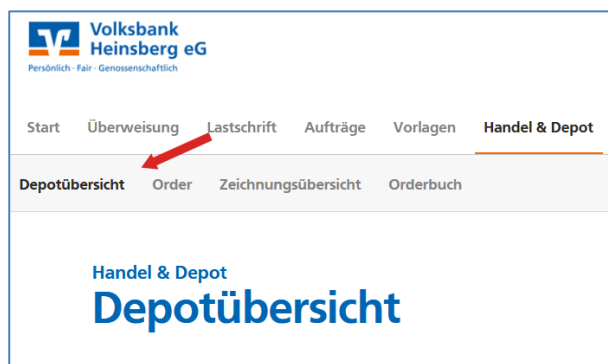 Volksbank
Heinsberg eG
Persönlich - Fair - Genossenschaftlich
Start Überweisung Lastschrift Aufträge Vorlagen Handel & Depot
Depotübersicht Order Zeichnungsübersicht Orderbuch
Handel & Depot
Depotübersicht